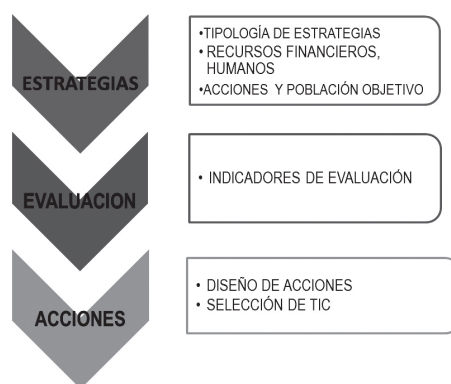 ESTRATEGIAS
•TIPOLOGÍA DE ESTRATEGIAS
• RECURSOS FINANCIEROS,
HUMANOS
•ACCIONES Y POBLACIÓN OBJETIVO
EVALUACION
• INDICADORES DE EVALUACIÓN
ACCIONES
• DISEÑO DE ACCIONES
• SELECCIÓN DE TIC